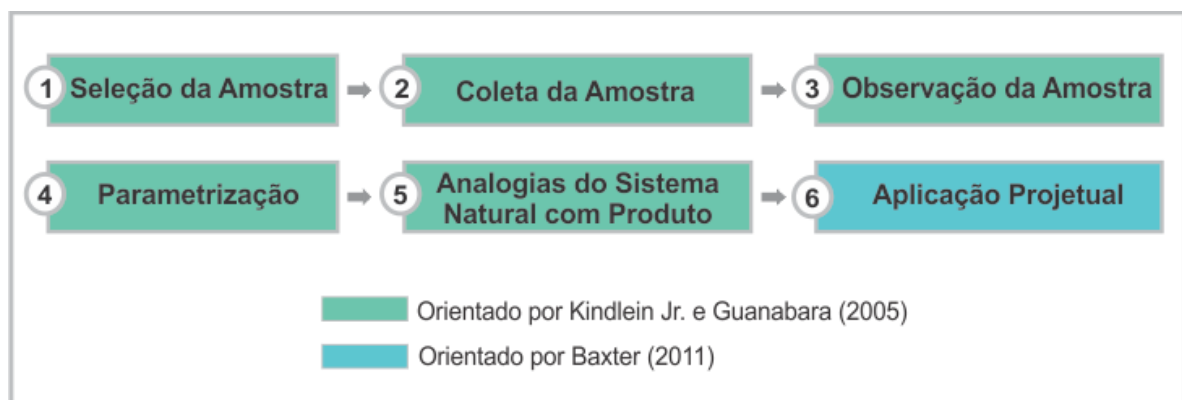 1 Seleção da Amostra
2 Coleta da Amostra
3 Observação da Amostra
4 Parametrização
5 Analogias do Sistema
Natural com Produto
6 Aplicação Projetual
Orientado por Kindlein Jr. e Guanabara (2005)
Orientado por Baxter (2011)